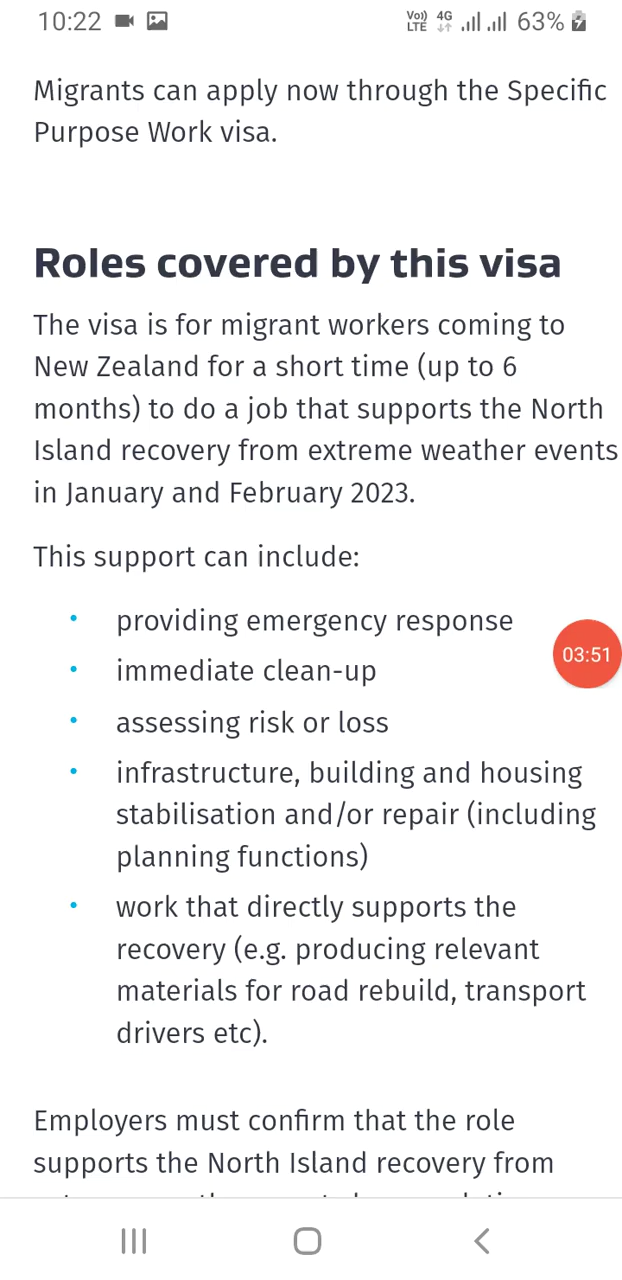 10:22 Vo)) LTE 4G 63%
Migrants can apply now through the Specific
Purpose Work visa.
Roles covered by this visa
The visa is for migrant workers coming to
New Zealand for a short time (up to 6
months) to do a job that supports the North
Island recovery from extreme weather events
in January and February 2023.
This support can include:
• providing emergency response
03:51
• immediate clean-up
• assessing risk or loss
• infrastructure, building and housing
stabilisation and/or repair (including
planning functions)
• work that directly supports the
recovery (e.g. producing relevant
materials for road rebuild, transport
drivers etc).
Employers must confirm that the role
supports the North Island recovery from